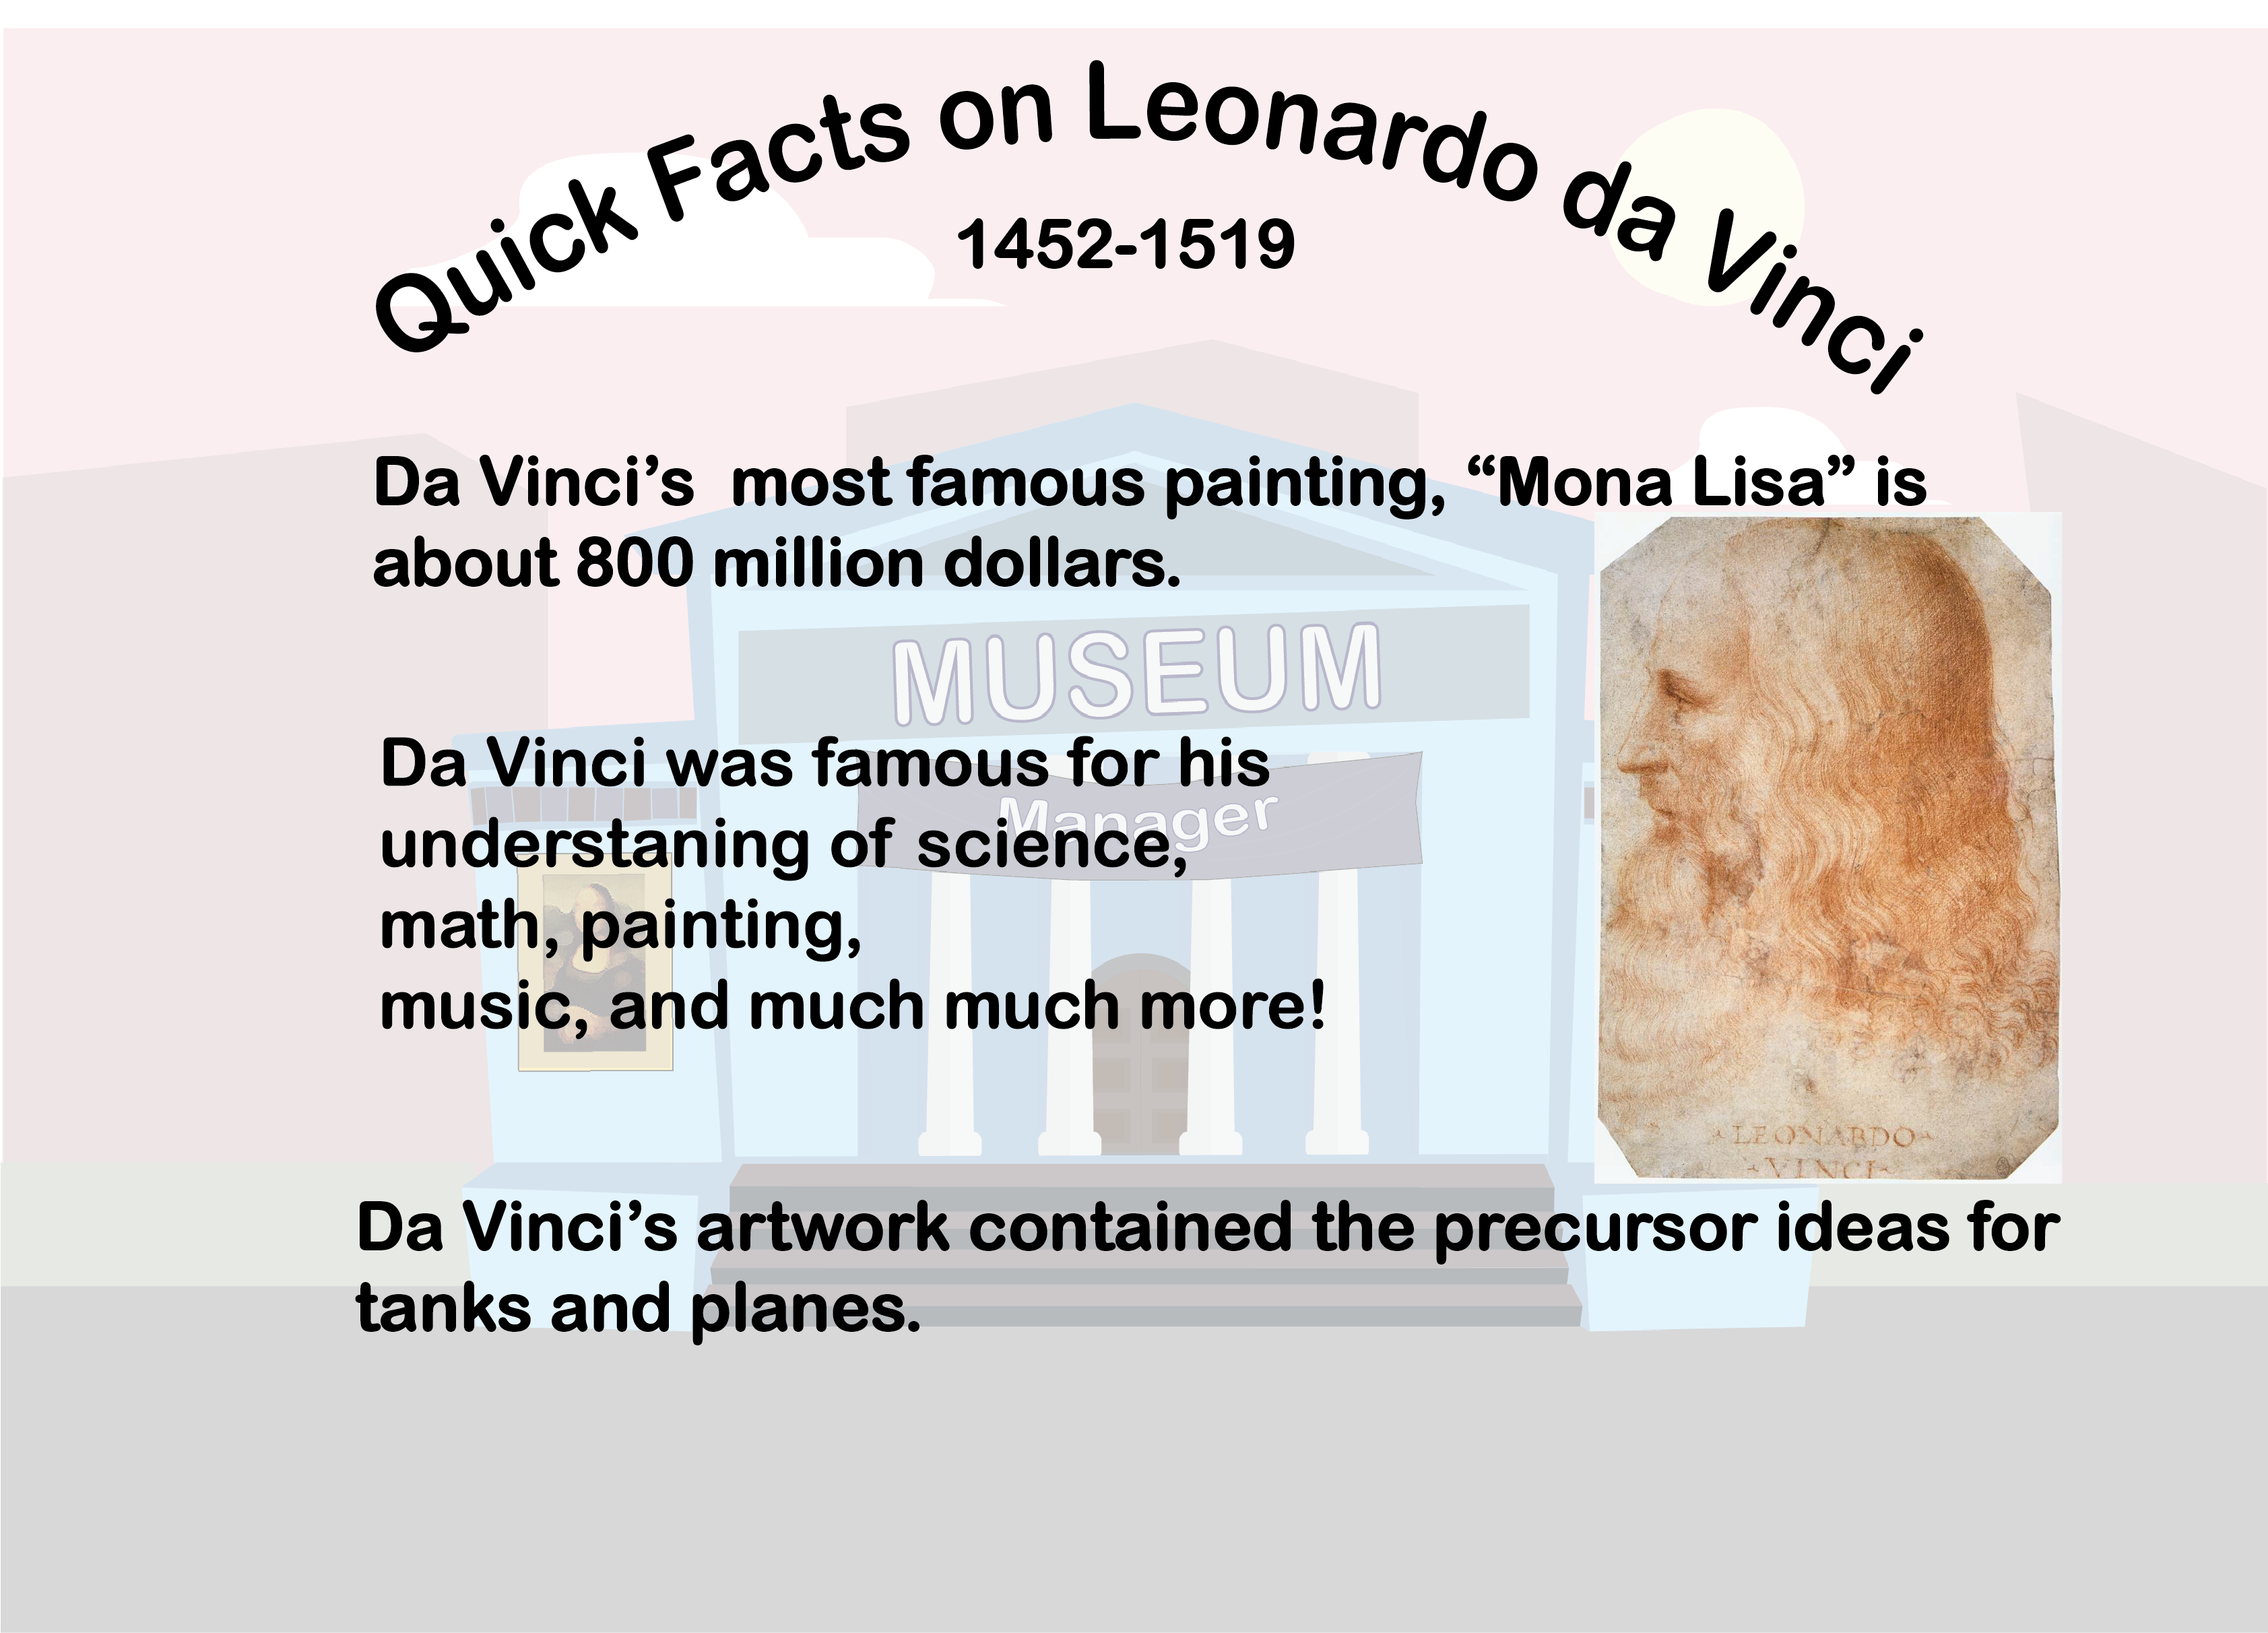 Quick Facts on Leonardo da Vinci
1452-1519
Da Vinci’s  most famous painting, “Mona Lisa” is
about 800 million dollars.
MUSEUM
Manager
Da Vinci was famous for his
understaning of science,
math, painting,
music, and much much more!
LEONARDO
VINCI
Da Vinci’s artwork contained the precursor ideas for
tanks and planes.